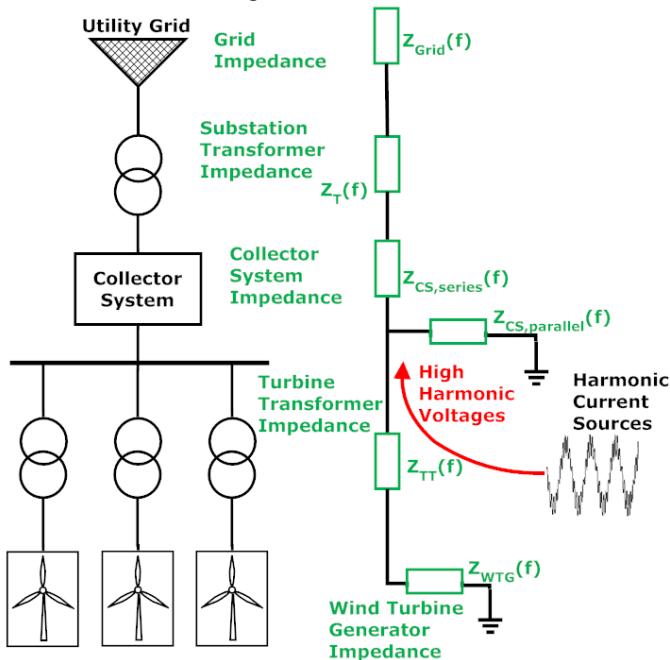 Utility Grid
Grid
Impedance
Z_Grid(f)
Substation
Transformer
Impedance
Z_T(f)
Collector
System
Collector
System
Impedance
Z_CS,series(f)
Z_CS,parallel(f)
Turbine
Transformer
Impedance
High
Harmonic
Voltages
Harmonic
Current
Sources
Z_TT(f)
Z_WTG(f)
Wind Turbine
Generator
Impedance